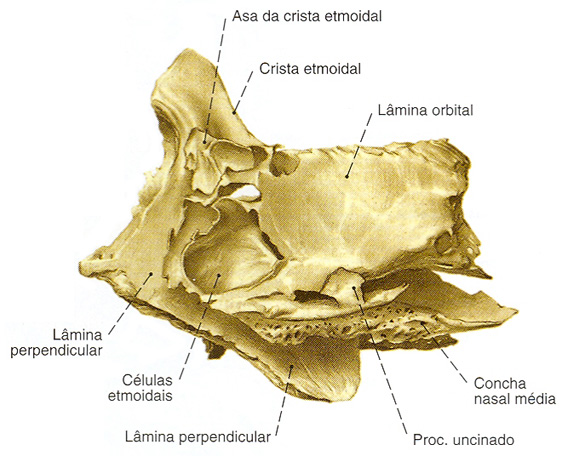 Asa da crista etmoidal
Crista etmoidal
Lâmina orbital
Lâmina
perpendicular
Células
etmoidais
Lâmina perpendicular
Proc. uncinado
Concha
nasal média